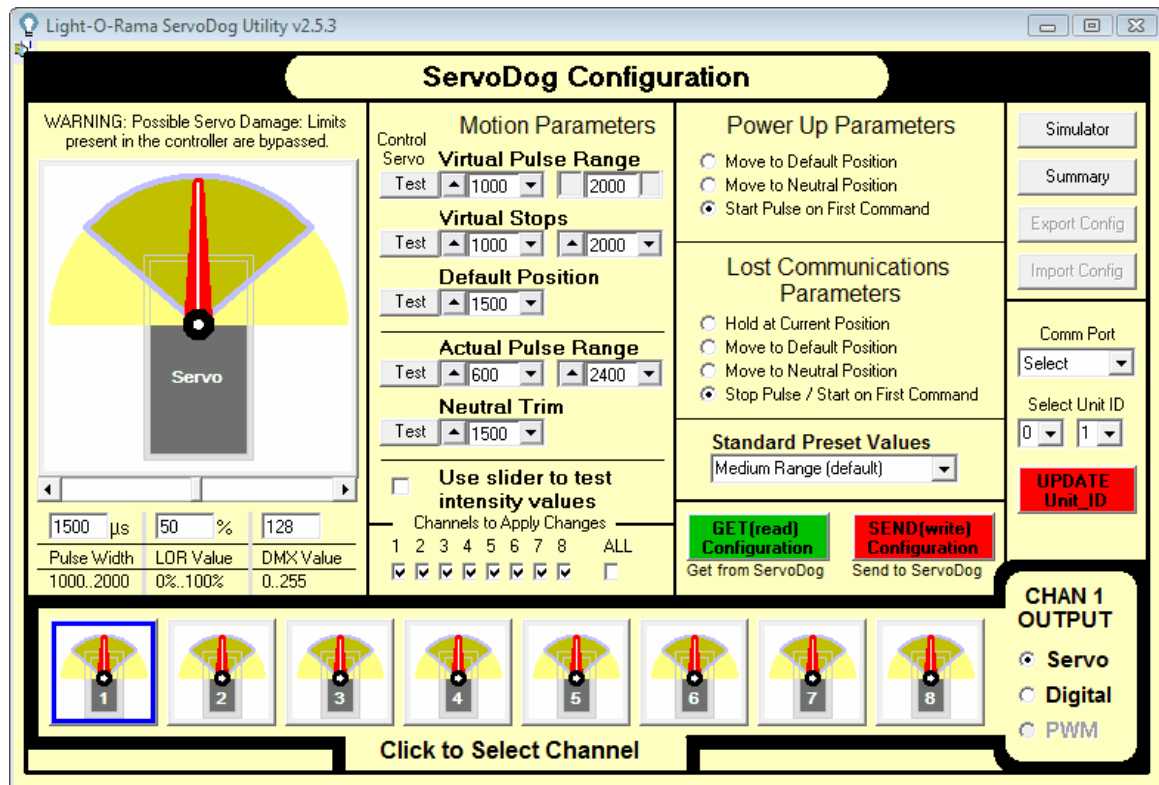 Light-O-Rama ServoDog Utility v2.5.3
ServoDog Configuration
WARNING: Possible Servo Damage: Limits
present in the controller are bypassed.
Servo
1500 µs
50 %
128
Pulse Width
LOR Value
DMX Value
1000..2000
0%..100%
0..255
Motion Parameters
Control
Servo
Virtual Pulse Range
Test
1000
2000
Virtual Stops
Test
1000
2000
Default Position
Test
1500
Actual Pulse Range
Test
600
2400
Neutral Trim
Test
1500
Use slider to test
intensity values
Channels to Apply Changes
1 2 3 4 5 6 7 8 ALL
Power Up Parameters
Move to Default Position
Move to Neutral Position
Start Pulse on First Command
Lost Communications
Parameters
Hold at Current Position
Move to Default Position
Move to Neutral Position
Stop Pulse / Start on First Command
Standard Preset Values
Medium Range (default)
GET(read)
Configuration
Get from ServoDog
SEND(write)
Configuration
Send to ServoDog
Simulator
Summary
Export Config
Import Config
Comm Port
Select
Select Unit ID
0 1
UPDATE
Unit_ID
1 2 3 4 5 6 7 8
Click to Select Channel
CHAN 1
OUTPUT
Servo
Digital
PWM